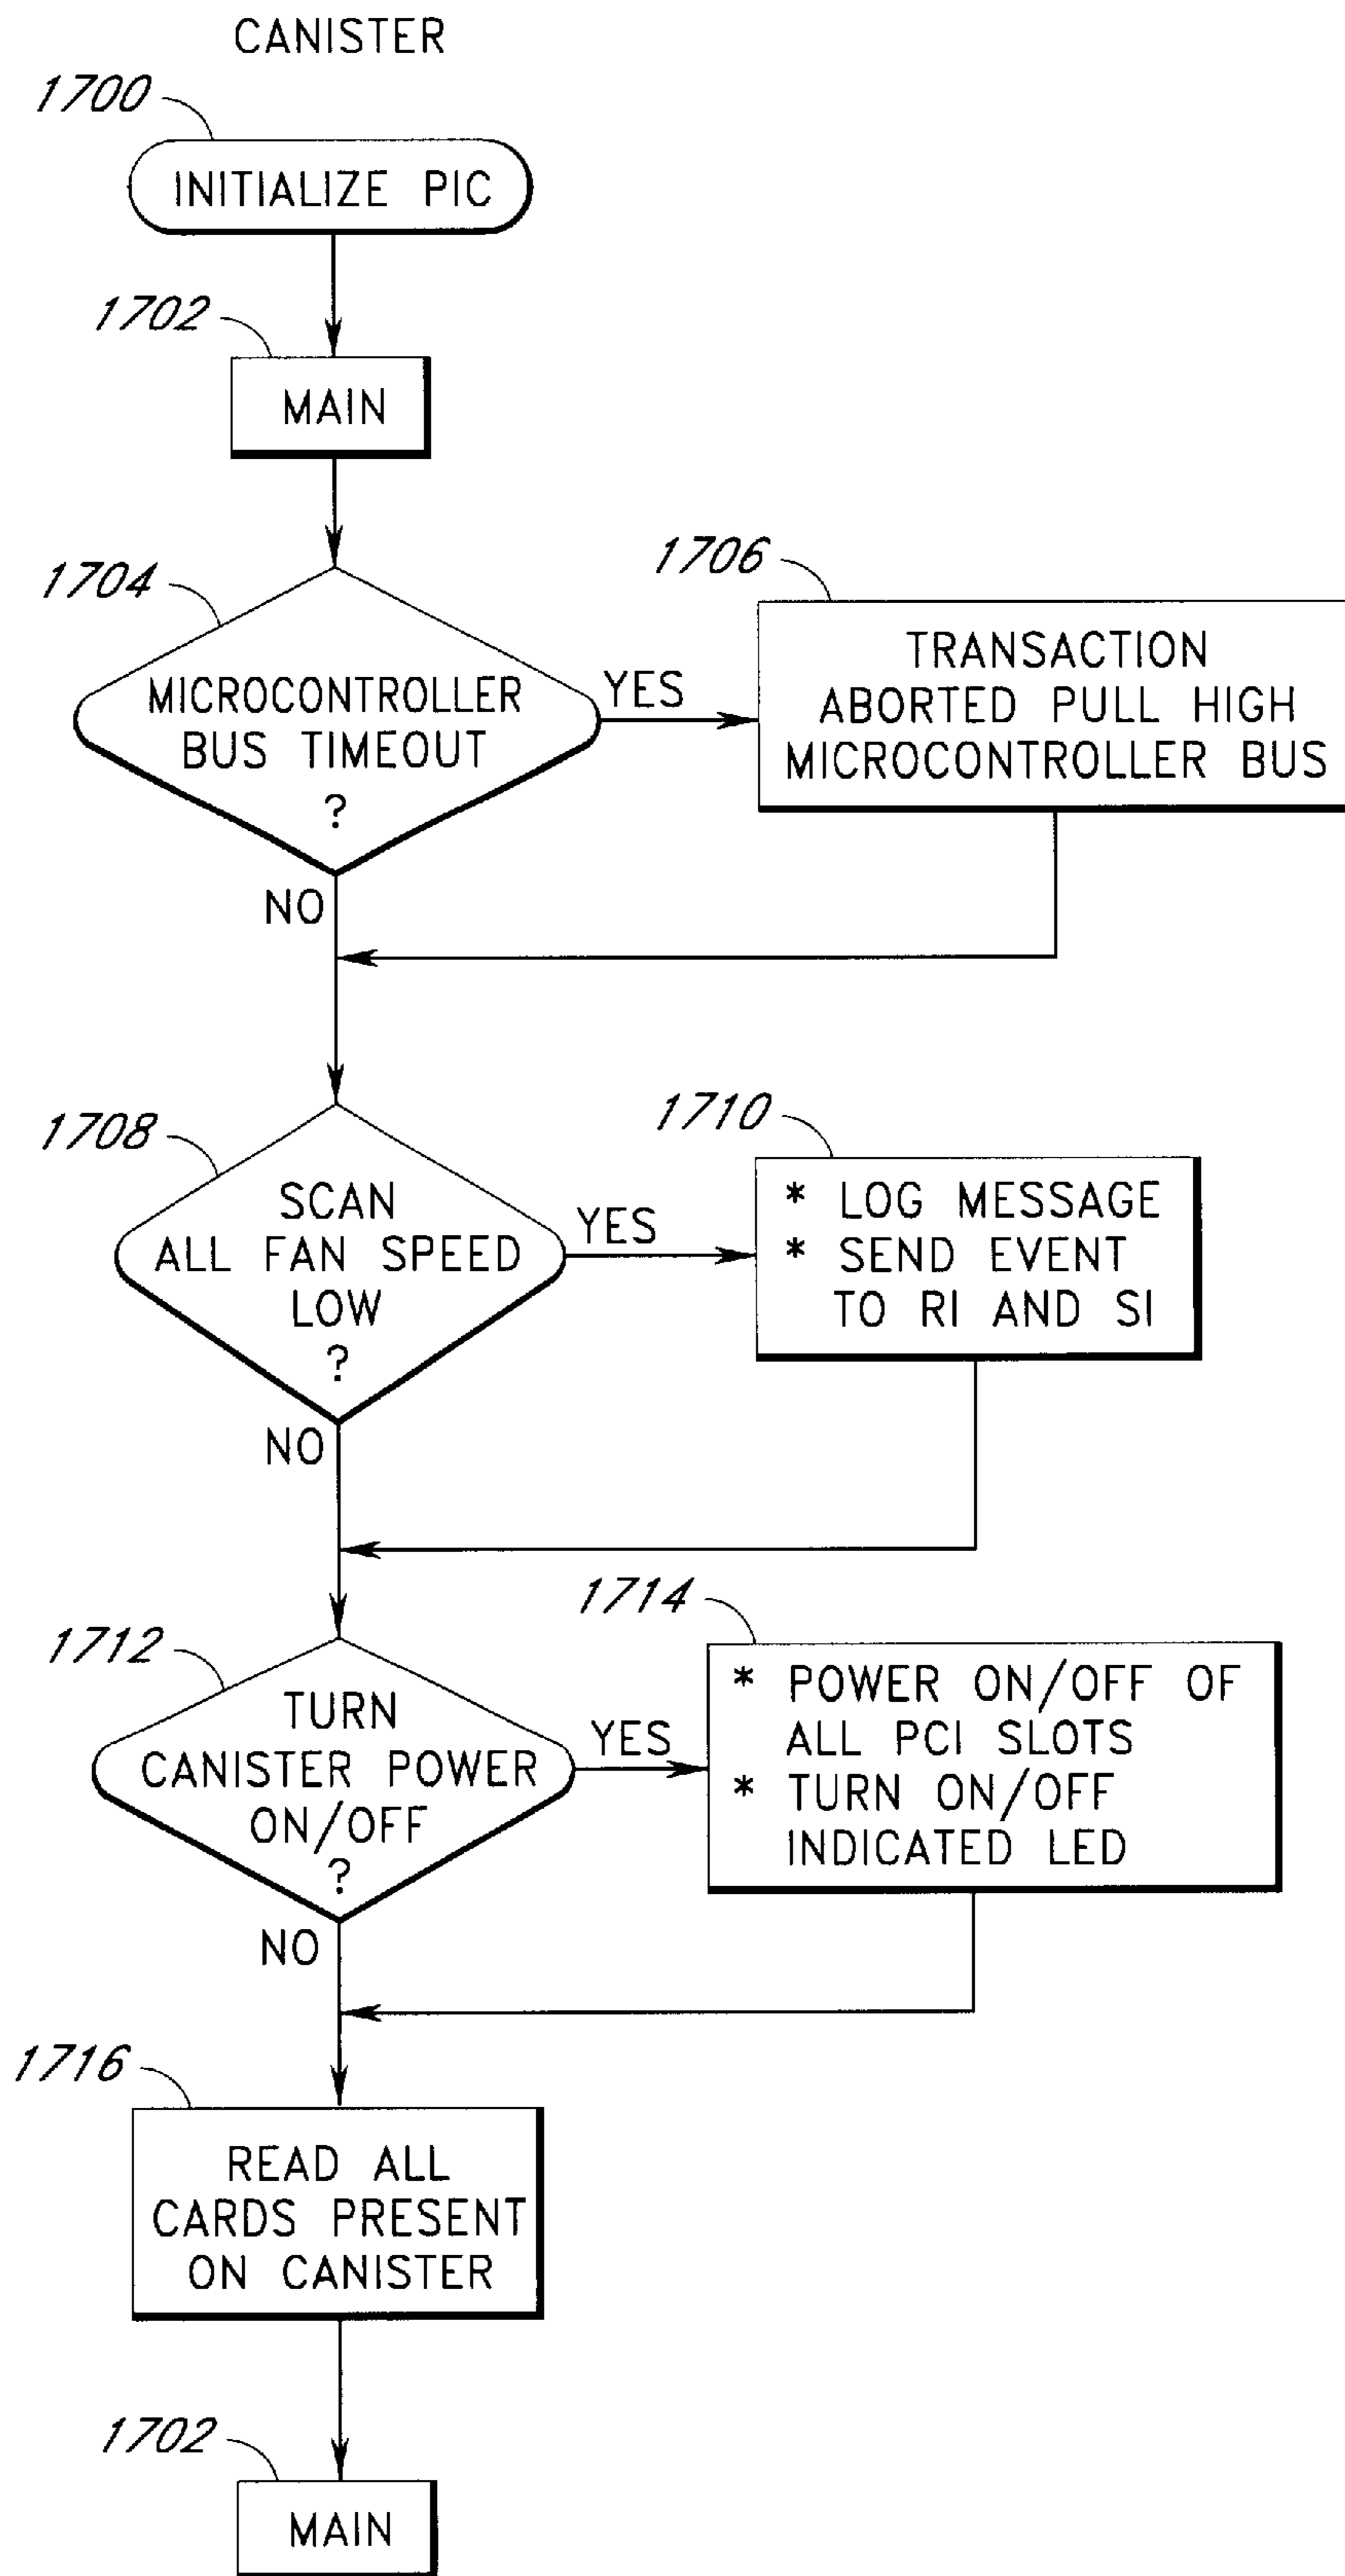 CANISTER
1700
INITIALIZE PIC
1702
MAIN
1704
MICROCONTROLLER
BUS TIMEOUT
?
YES
NO
1706
TRANSACTION
ABORTED PULL HIGH
MICROCONTROLLER BUS
1708
SCAN
ALL FAN SPEED
LOW
?
YES
NO
1710
* LOG MESSAGE
* SEND EVENT
TO RI AND SI
1712
TURN
CANISTER POWER
ON/OFF
?
YES
NO
1714
* POWER ON/OFF OF
ALL PCI SLOTS
* TURN ON/OFF
INDICATED LED
1716
READ ALL
CARDS PRESENT
ON CANISTER
1702
MAIN